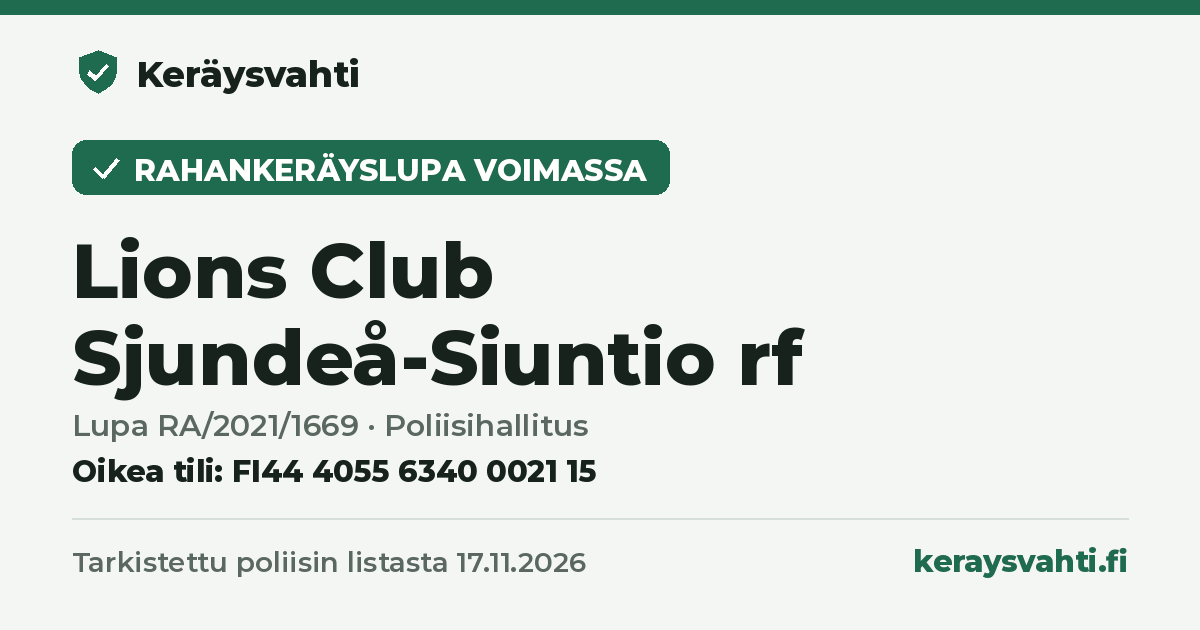 Keräysvahti
RAHANKERÄYSLUPA VOIMASSA
Lions Club
Sjundeå-Siuntio rf
Lupa RA/2021/1669 · Poliisihallitus
Oikea tili: FI44 4055 6340 0021 15
Tarkistettu poliisin listasta 17.11.2026
keraysvahti.fi